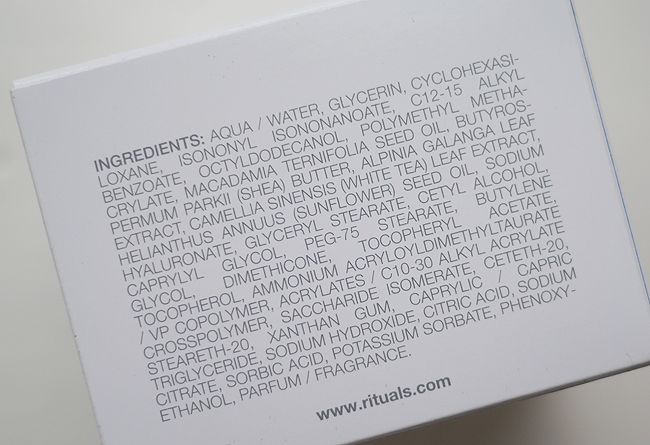 INGREDIENTS: AQUA / WATER, GLYCERIN, CYCLOHEXASI-
LOXANE, ISONONYL ISONONANOATE, C12-15 ALKYL
BENZOATE, OCTYLDODECANOL, POLYMETHYL METHA-
CRYLATE, MACADAMIA TERNIFOLIA SEED OIL, BUTYROS-
PERMUM PARKII (SHEA) BUTTER, ALPINIA GALANGA LEAF
EXTRACT, CAMELLIA SINENSIS (WHITE TEA) LEAF EXTRACT,
HELIANTHUS ANNUUS (SUNFLOWER) SEED OIL, SODIUM
HYALURONATE, GLYCERYL STEARATE, CETYL ALCOHOL,
CAPRYLYL GLYCOL, PEG-75 STEARATE, BUTYLENE
GLYCOL, DIMETHICONE, TOCOPHERYL ACETATE,
TOCOPHEROL, AMMONIUM ACRYLOYLDIMETHYLTAURATE
/ VP COPOLYMER, ACRYLATES / C10-30 ALKYL ACRYLATE
CROSSPOLYMER, SACCHARIDE ISOMERATE, CETETH-20,
STEARETH-20, XANTHAN GUM, CAPRYLIC / CAPRIC
TRIGLYCERIDE, SODIUM HYDROXIDE, CITRIC ACID, SODIUM
CITRATE, SORBIC ACID, POTASSIUM SORBATE, PHENOXY-
ETHANOL, PARFUM / FRAGRANCE.
www.rituals.com